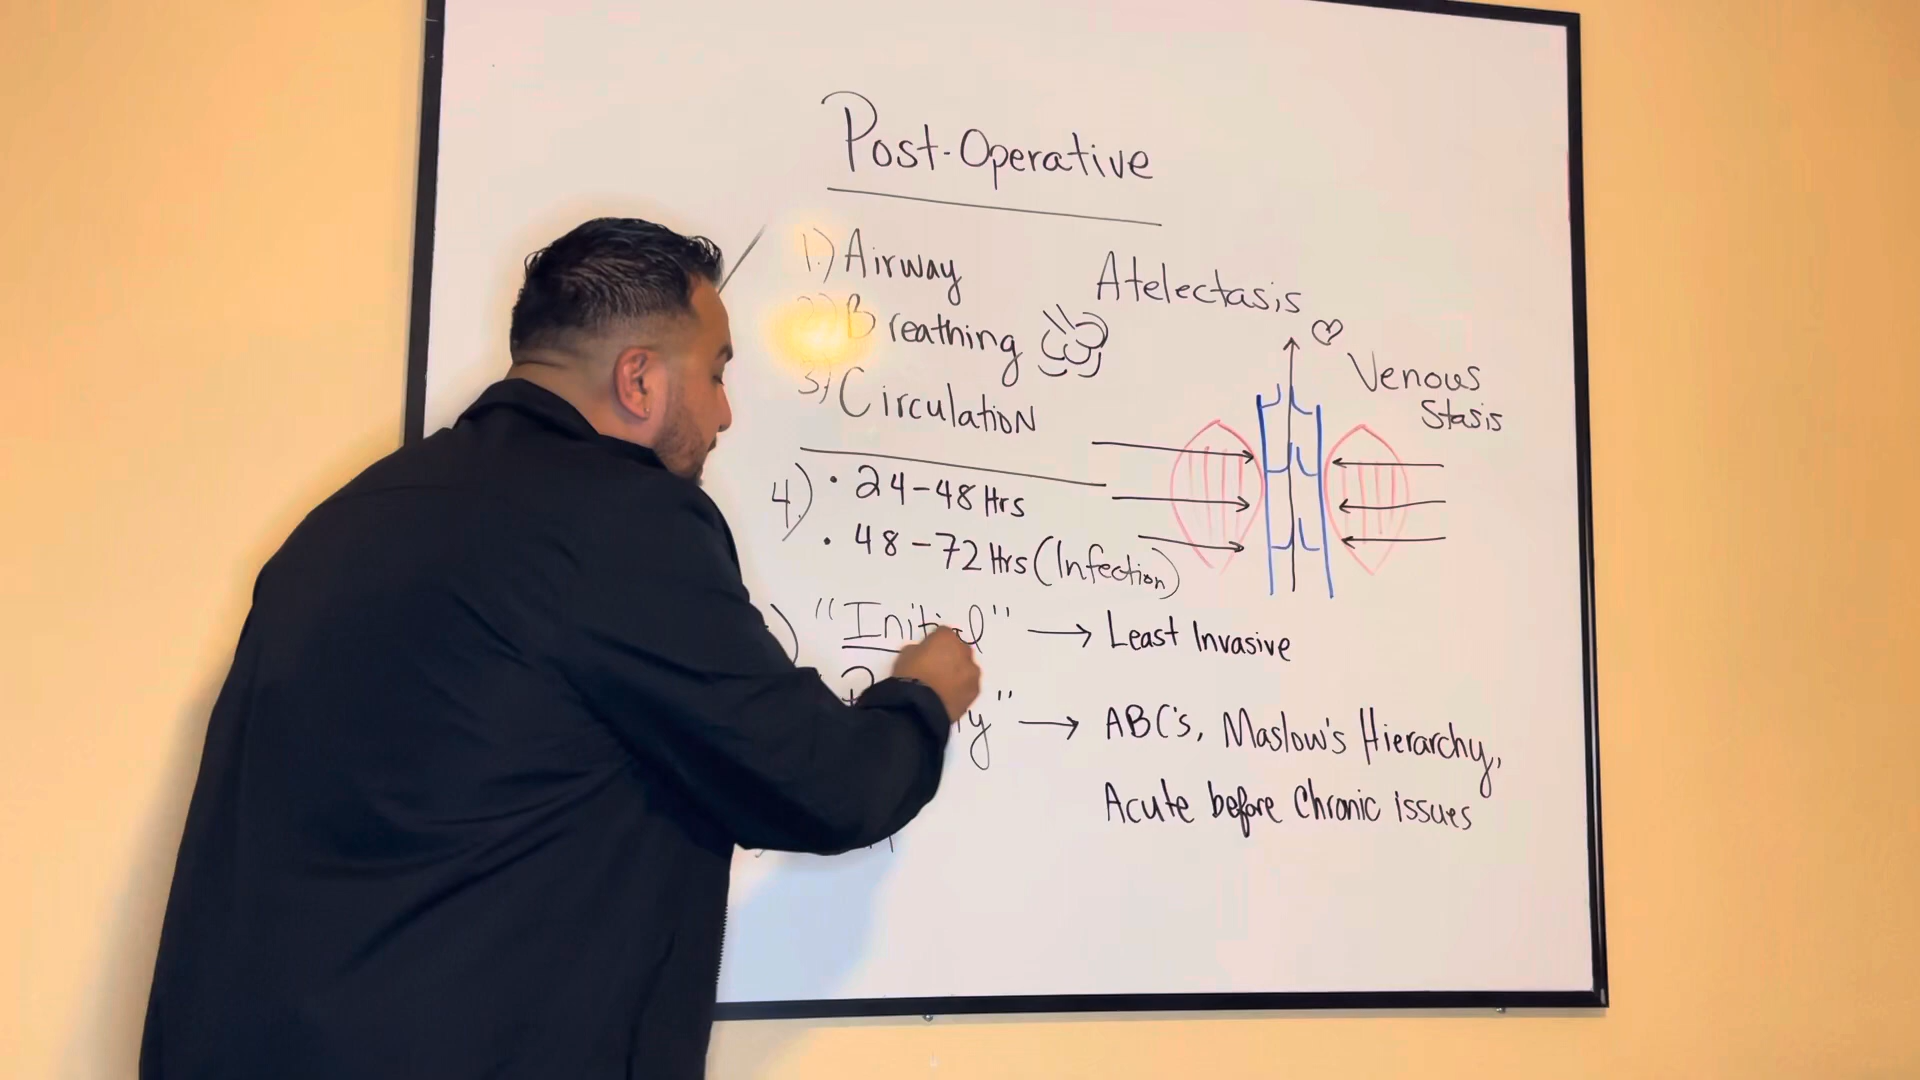 Post-Operative
1.) Airway
Atelectasis
2.) Breathing
3.) Circulation
Venous
Stasis
4.) • 24-48 Hrs
• 48-72 Hrs (Infection)
"Initial" → Least Invasive
→ ABC's, Maslow's Hierarchy,
Acute before Chronic issues